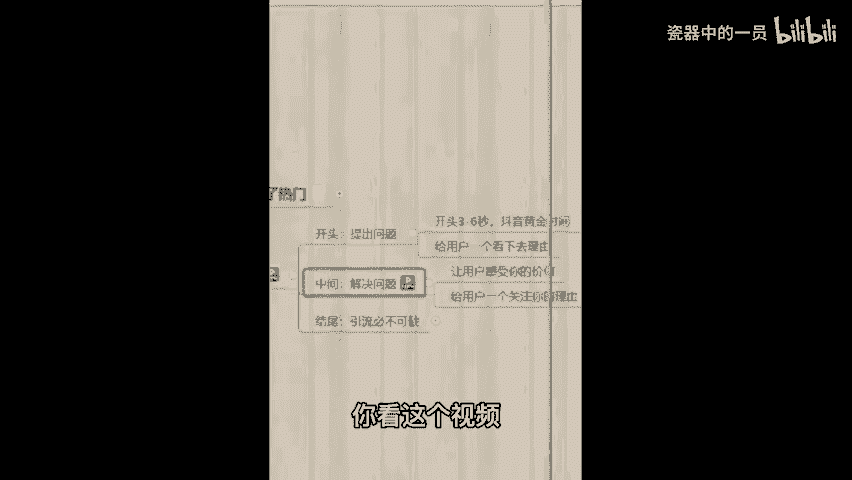 瓷器中的一员 bilibili
了热门
开头3-6秒，抖音黄金时间
开头：提出问题
给用户一个看下去理由
让用户感受你的价值
中间：解决问题
给用户一个关注你的理由
结尾：引流必不可缺
你看这个视频